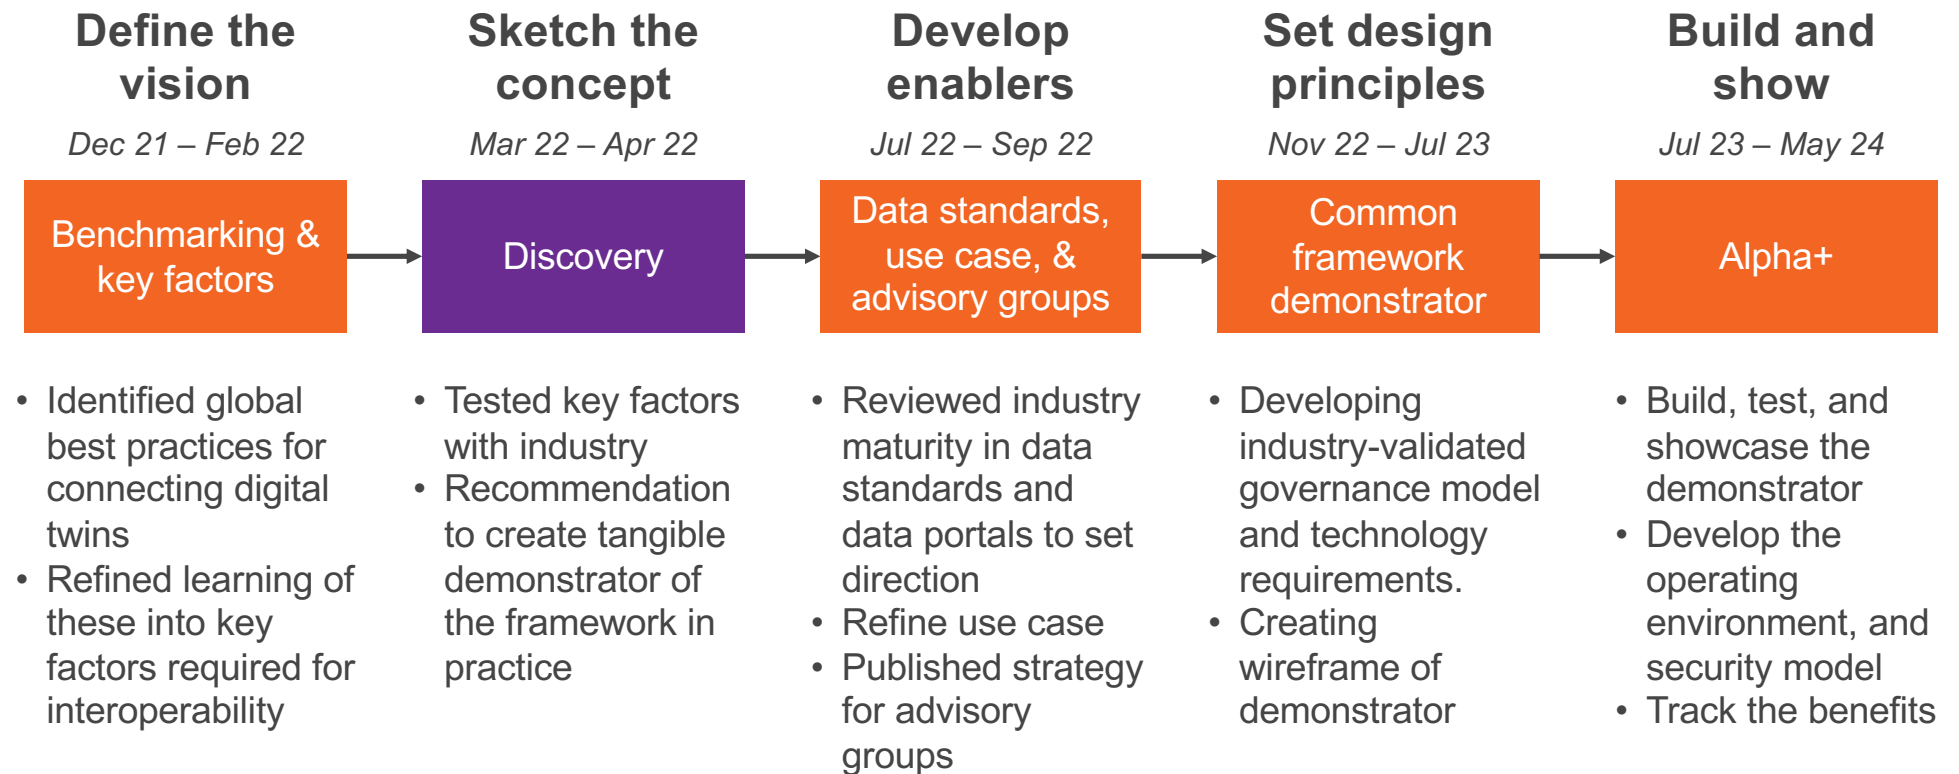 Define the
vision
Dec 21 – Feb 22
Benchmarking &
key factors
• Identified global
best practices for
connecting digital
twins
• Refined learning of
these into key
factors required for
interoperability
Sketch the
concept
Mar 22 – Apr 22
Discovery
• Tested key factors
with industry
• Recommendation
to create tangible
demonstrator of
the framework in
practice
Develop
enablers
Jul 22 – Sep 22
Data standards,
use case, &
advisory groups
• Reviewed industry
maturity in data
standards and
data portals to set
direction
• Refine use case
• Published strategy
for advisory
groups
Set design
principles
Nov 22 – Jul 23
Common
framework
demonstrator
• Developing
industry-validated
governance model
and technology
requirements.
• Creating
wireframe of
demonstrator
Build and
show
Jul 23 – May 24
Alpha+
• Build, test, and
showcase the
demonstrator
• Develop the
operating
environment, and
security model
• Track the benefits